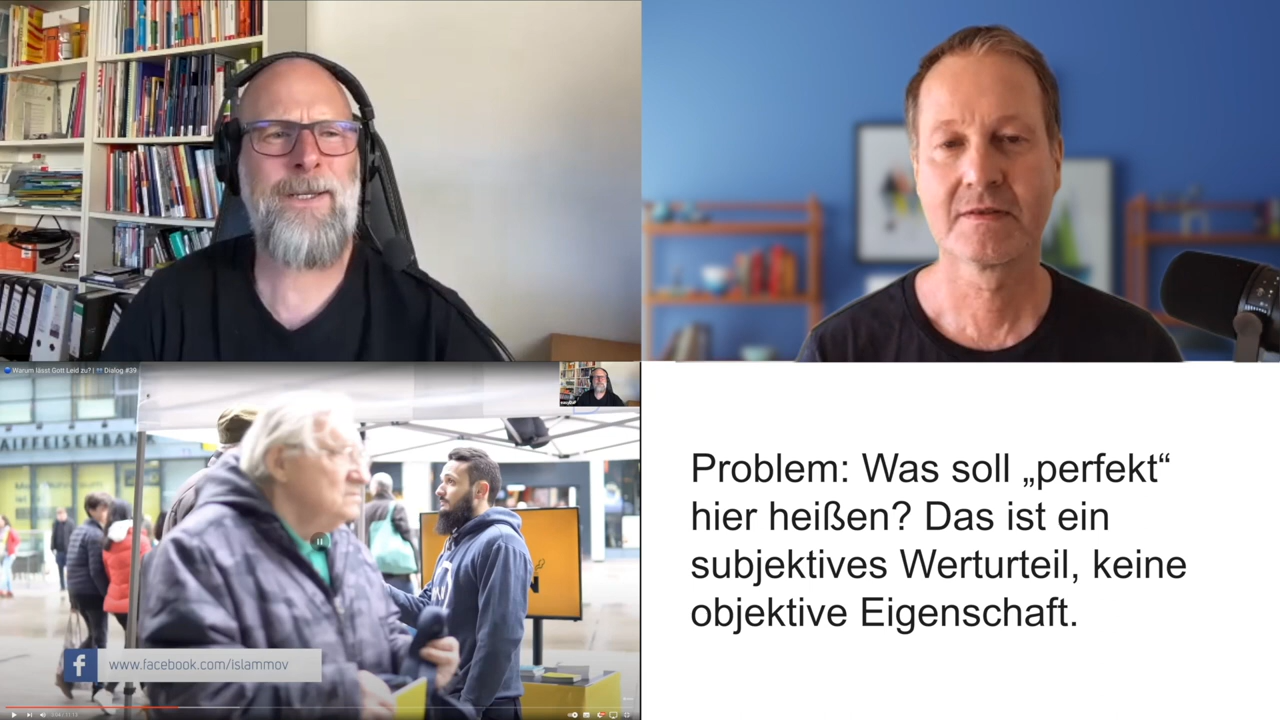 Warum lässt Gott Leid zu? | Dialog #39
AIFFEISENBAN
www.facebook.com/islammov
Problem: Was soll „perfekt“
hier heißen? Das ist ein
subjektives Werturteil, keine
objektive Eigenschaft.